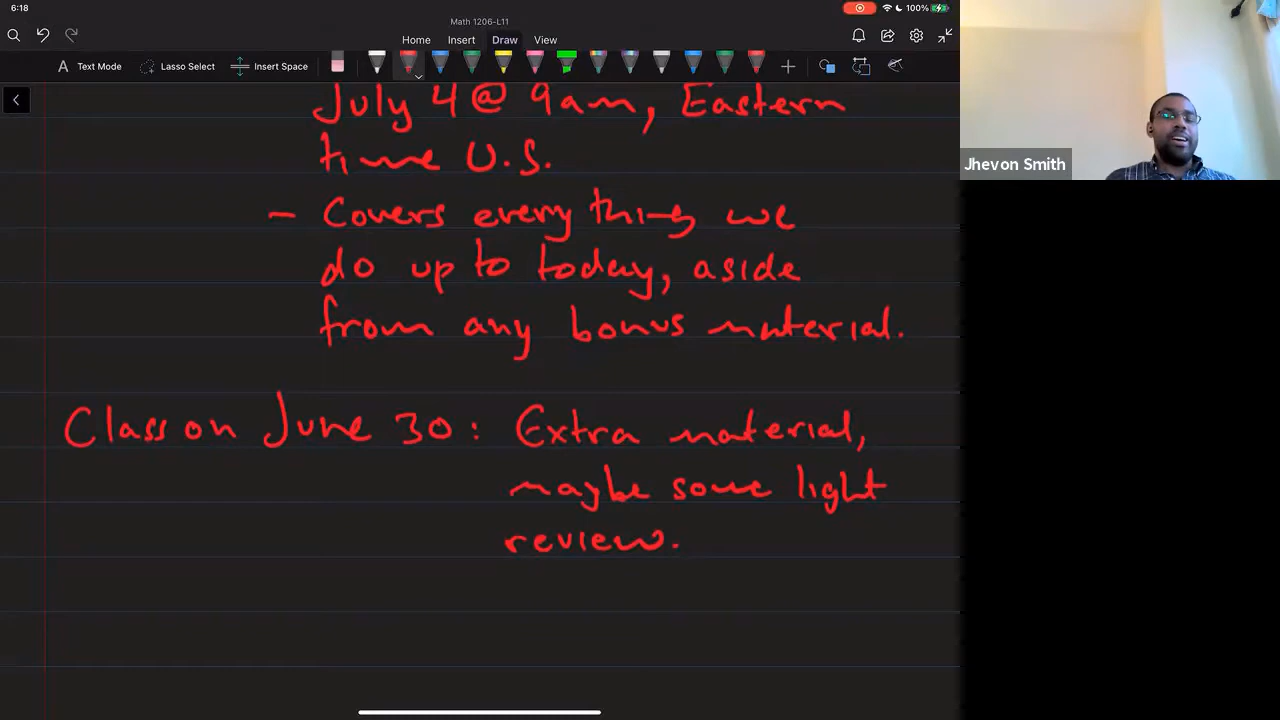 6:18
100%
Math 1206-L11
Home Insert Draw View
Text Mode Lasso Select Insert Space
July 4 @ 9am, Eastern
time U.S.
- Covers everything we
do up to today, aside
from any bonus material.
Class on June 30: Extra material,
maybe some light
review.
Jhevon Smith